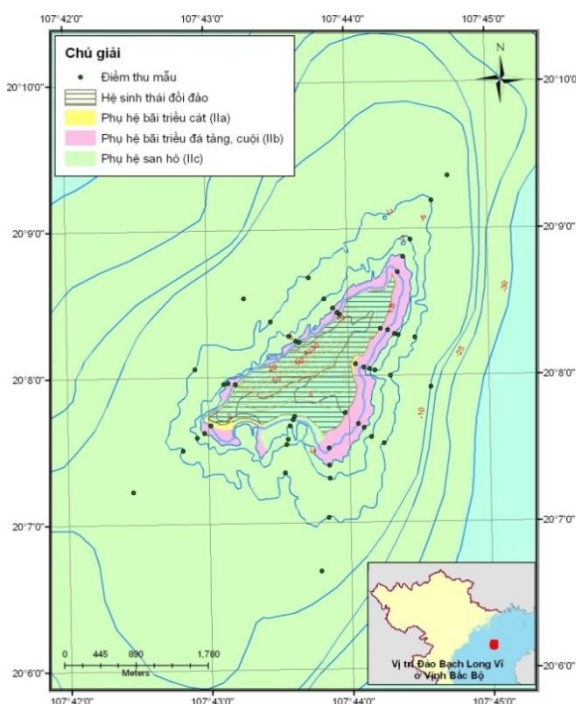 107°42'0" 107°43'0" 107°44'0" 107°45'0"
Chú giải
Điểm thu mẫu
Hệ sinh thái đồi đảo
Phụ hệ bãi triều cát (IIa)
Phụ hệ bãi triều đá tảng, cuội (IIb)
Phụ hệ san hô (IIc)
N
20°10'0" 20°10'0"
20°9'0" 20°9'0"
20°8'0" 20°8'0"
20°7'0" 20°7'0"
20°6'0" 20°6'0"
-30
-25
-10
0 445 890 1,780
Meters
Vị trí Đảo Bạch Long Vĩ
ở Vịnh Bắc Bộ
107°42'0" 107°43'0" 107°44'0" 107°45'0"